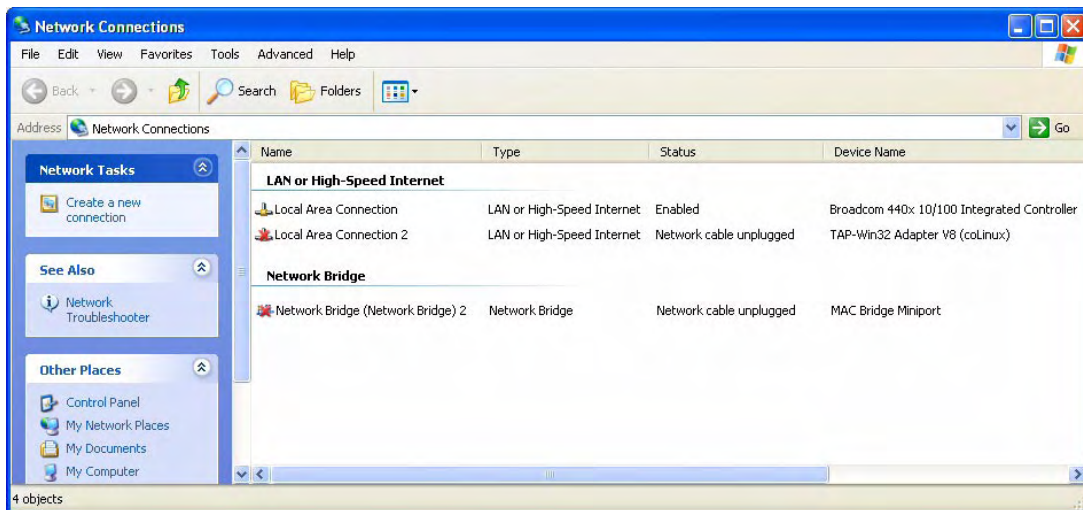 Network Connections
File Edit View Favorites Tools Advanced Help
Back Search Folders
Address Network Connections Go
Network Tasks
Create a new
connection
See Also
Network
Troubleshooter
Other Places
Control Panel
My Network Places
My Documents
My Computer
Name Type Status Device Name
LAN or High-Speed Internet
Local Area Connection LAN or High-Speed Internet Enabled Broadcom 440x 10/100 Integrated Controller
Local Area Connection 2 LAN or High-Speed Internet Network cable unplugged TAP-Win32 Adapter V8 (coLinux)
Network Bridge
Network Bridge (Network Bridge) 2 Network Bridge Network cable unplugged MAC Bridge Miniport
4 objects